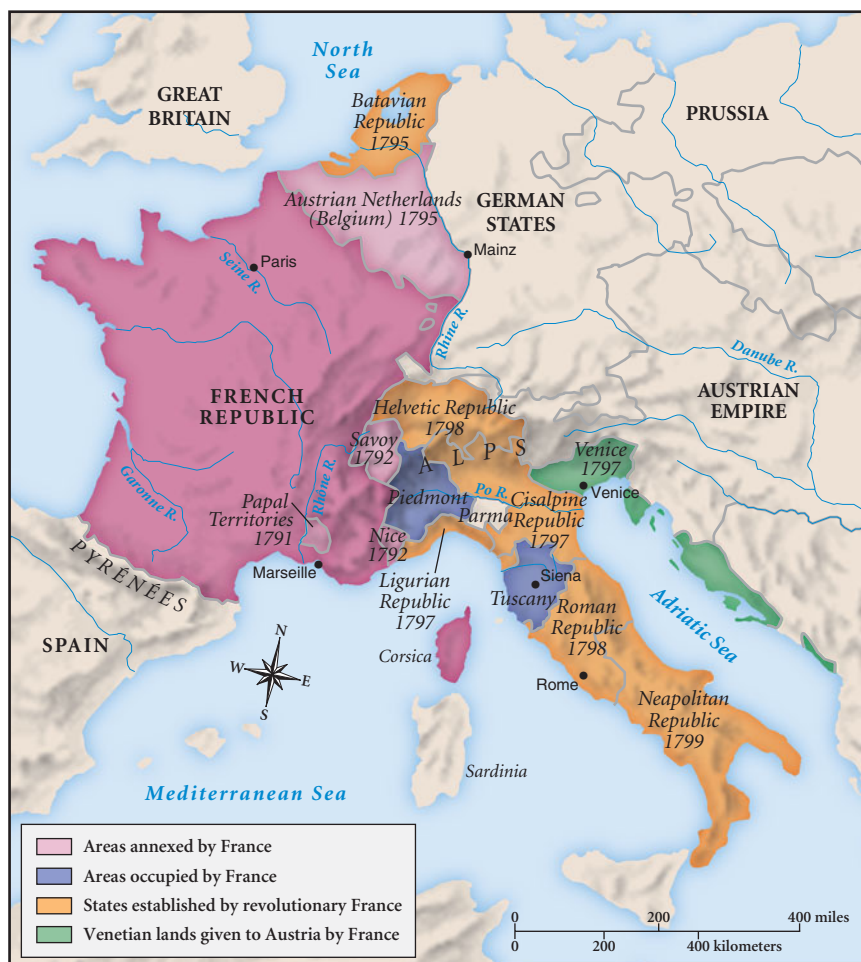 North
Sea
GREAT
BRITAIN
Batavian
Republic
1795
PRUSSIA
Austrian Netherlands
(Belgium) 1795
GERMAN
STATES
Mainz
Paris
Seine R.
Rhine R.
Danube R.
FRENCH
REPUBLIC
AUSTRIAN
EMPIRE
Helvetic Republic
1798
Savoy
1792
ALPS
Venice
1797
Venice
Garonne R.
Rhône R.
Papal
Territories
1791
Piedmont
Po R.
Parma
Cisalpine
Republic
1797
Nice
1792
Marseille
PYRÉNÉES
Ligurian
Republic
1797
Siena
Tuscany
Roman
Republic
1798
Adriatic Sea
SPAIN
N
W
E
S
Corsica
Rome
Neapolitan
Republic
1799
Sardinia
Mediterranean Sea
Areas annexed by France
Areas occupied by France
States established by revolutionary France
Venetian lands given to Austria by France
0 200 400 miles
0 200 400 kilometers